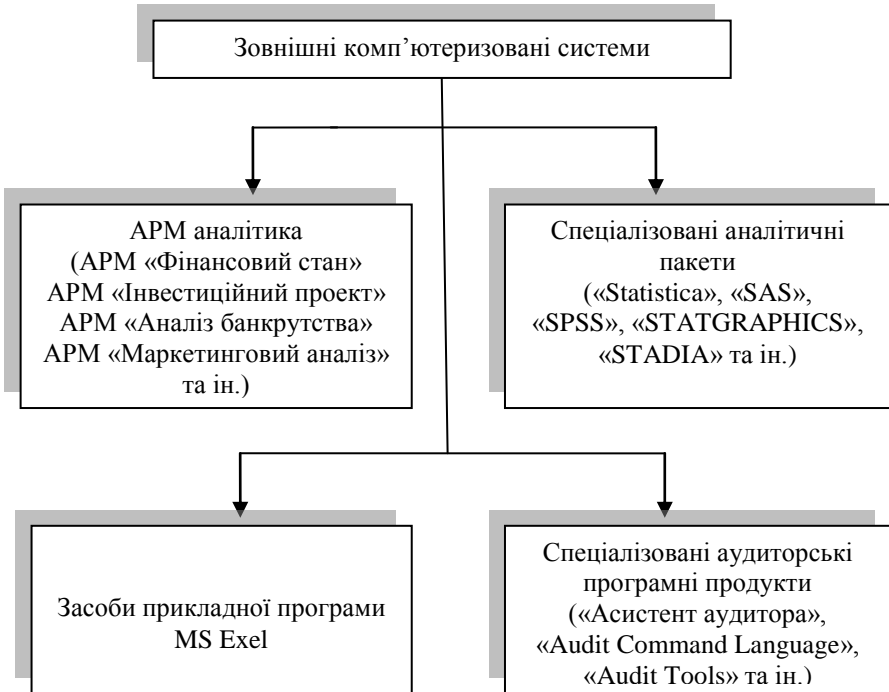 Зовнішні комп’ютеризовані системи
АРМ аналітика
(АРМ «Фінансовий стан»
АРМ «Інвестиційний проект»
АРМ «Аналіз банкрутства»
АРМ «Маркетинговий аналіз»
та ін.)
Спеціалізовані аналітичні
пакети
(«Statistica», «SAS»,
«SPSS», «STATGRAPHICS»,
«STADIA» та ін.)
Засоби прикладної програми
MS Exel
Спеціалізовані аудиторські
програмні продукти
(«Асистент аудитора»,
«Audit Command Language»,
«Audit Tools» та ін.)